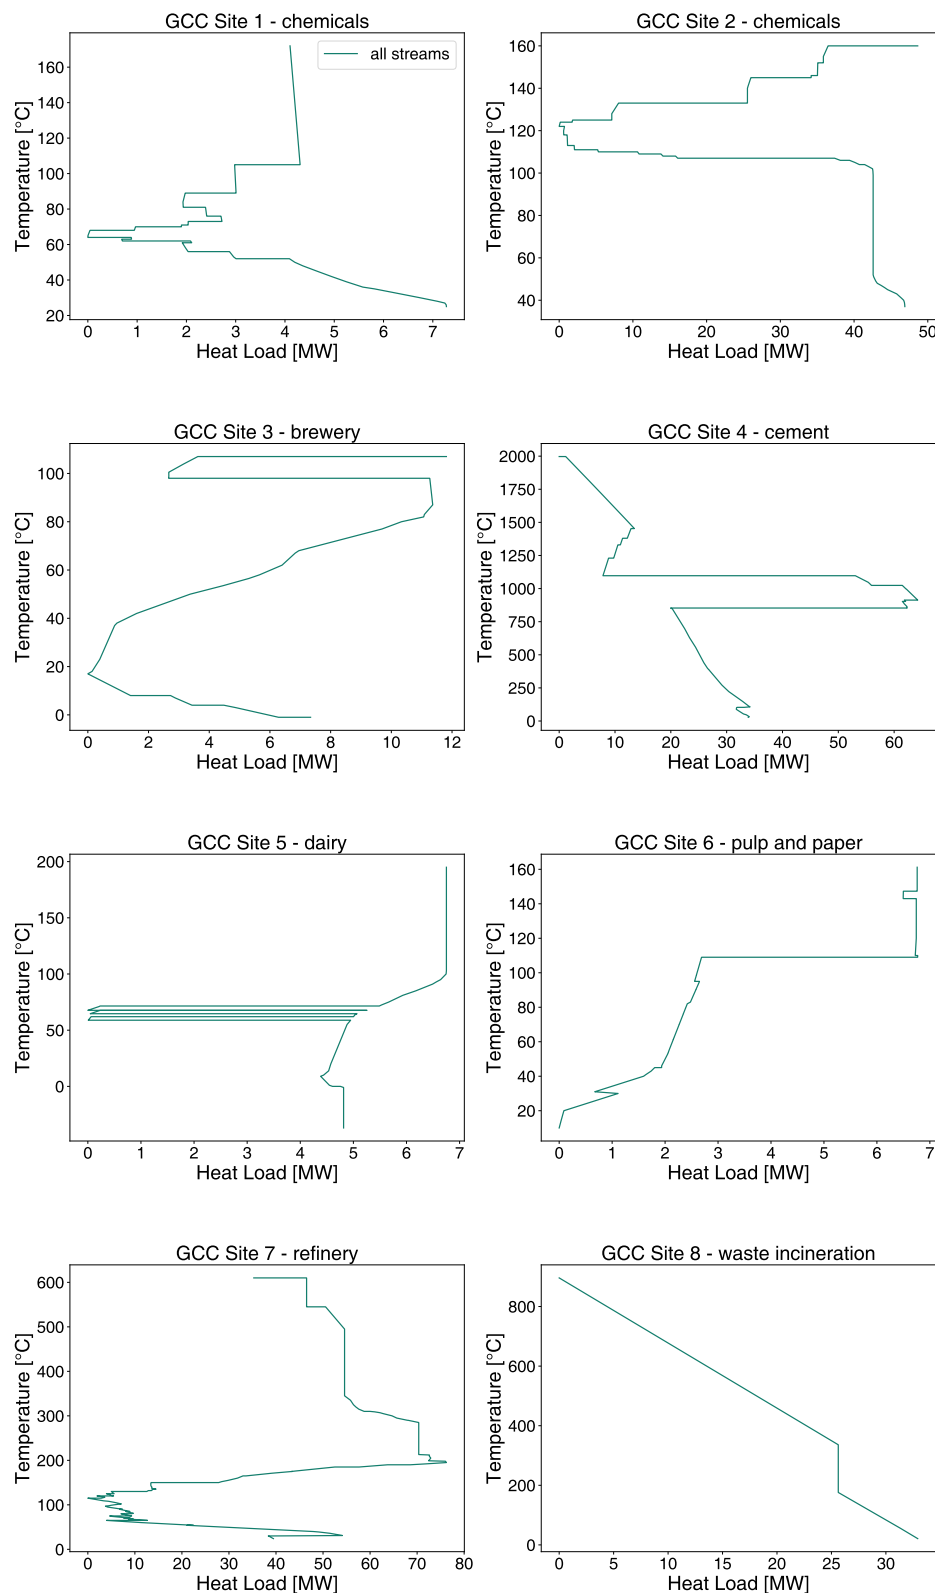 GCC Site 1 - chemicals
all streams
160
140
120
100
80
60
40
20
Temperature [°C]
0 1 2 3 4 5 6 7
Heat Load [MW]
GCC Site 2 - chemicals
160
140
120
100
80
60
40
Temperature [°C]
0 10 20 30 40 50
Heat Load [MW]
GCC Site 3 - brewery
100
80
60
40
20
0
Temperature [°C]
0 2 4 6 8 10 12
Heat Load [MW]
GCC Site 4 - cement
2000
1750
1500
1250
1000
750
500
250
0
Temperature [°C]
0 10 20 30 40 50 60
Heat Load [MW]
GCC Site 5 - dairy
200
150
100
50
0
Temperature [°C]
0 1 2 3 4 5 6 7
Heat Load [MW]
GCC Site 6 - pulp and paper
160
140
120
100
80
60
40
20
Temperature [°C]
0 1 2 3 4 5 6 7
Heat Load [MW]
GCC Site 7 - refinery
600
500
400
300
200
100
0
Temperature [°C]
0 10 20 30 40 50 60 70 80
Heat Load [MW]
GCC Site 8 - waste incineration
800
600
400
200
0
Temperature [°C]
0 5 10 15 20 25 30
Heat Load [MW]